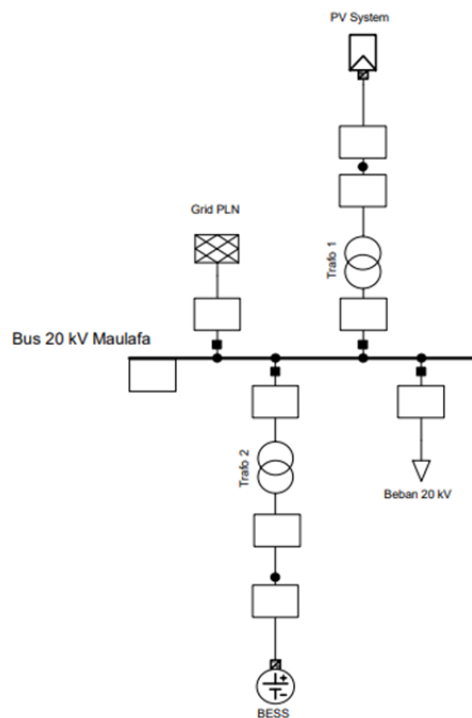 PV System
Grid PLN
Trafo 1
Bus 20 kV Maulafa
Trafo 2
Beban 20 kV
BESS